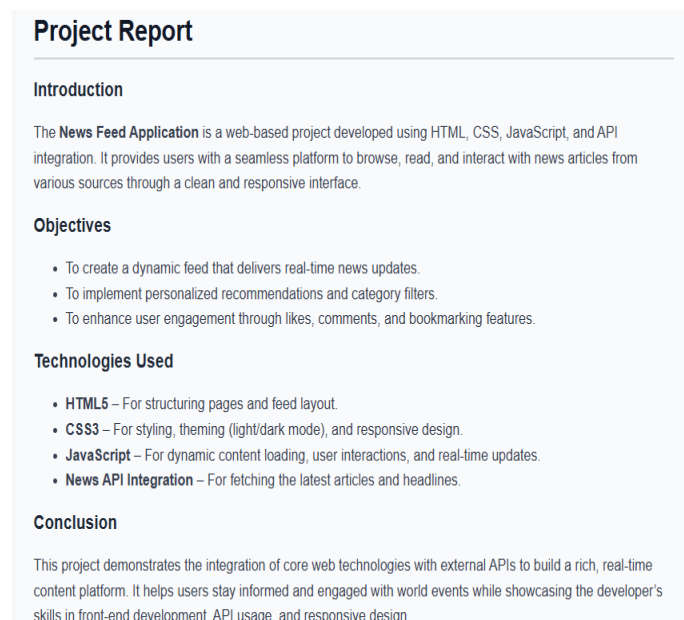 Project Report
Introduction
The News Feed Application is a web-based project developed using HTML, CSS, JavaScript, and API
integration. It provides users with a seamless platform to browse, read, and interact with news articles from
various sources through a clean and responsive interface.
Objectives
• To create a dynamic feed that delivers real-time news updates.
• To implement personalized recommendations and category filters.
• To enhance user engagement through likes, comments, and bookmarking features.
Technologies Used
• HTML5 – For structuring pages and feed layout.
• CSS3 – For styling, theming (light/dark mode), and responsive design.
• JavaScript – For dynamic content loading, user interactions, and real-time updates.
• News API Integration – For fetching the latest articles and headlines.
Conclusion
This project demonstrates the integration of core web technologies with external APIs to build a rich, real-time
content platform. It helps users stay informed and engaged with world events while showcasing the developer’s
skills in front-end development, API usage, and responsive design